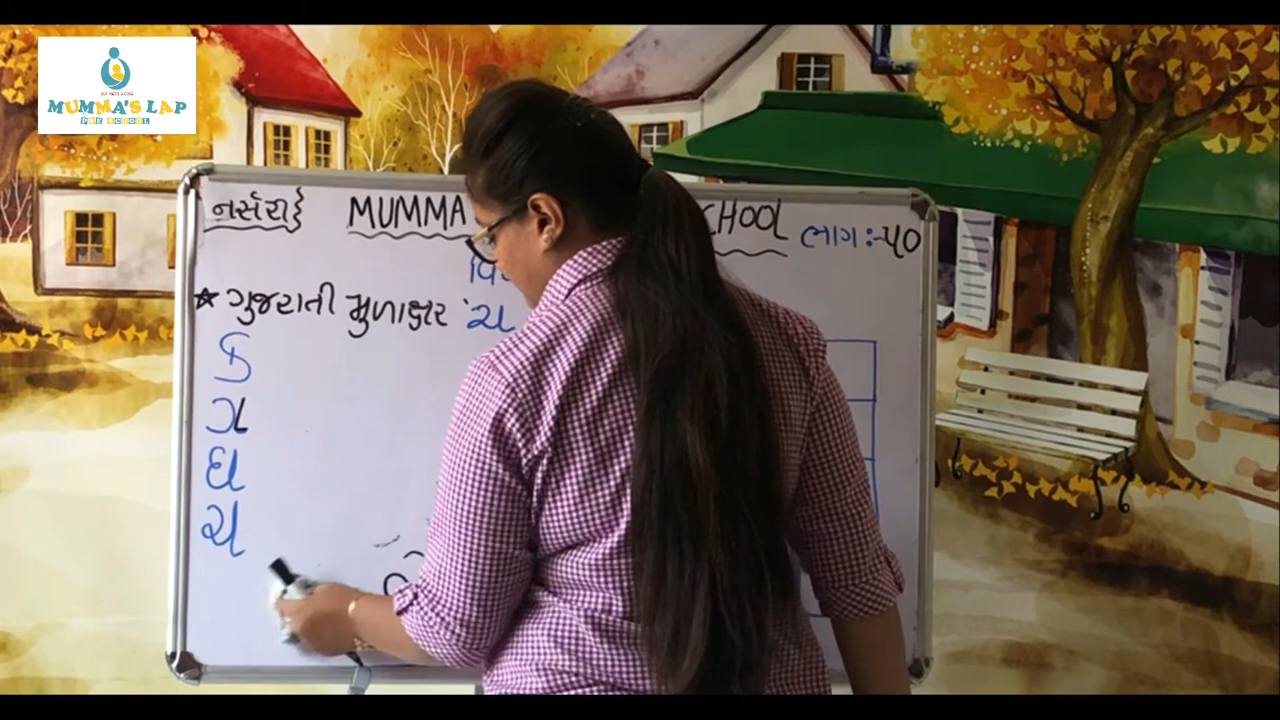 MUMMA'S LAP
PRE SCHOOL
નર્સરી MUMMA CHOOL ભાગ:-૫૦
★ ગુજરાતી મુળાક્ષર 'ચ
ક
ગ
ઘ
ચ